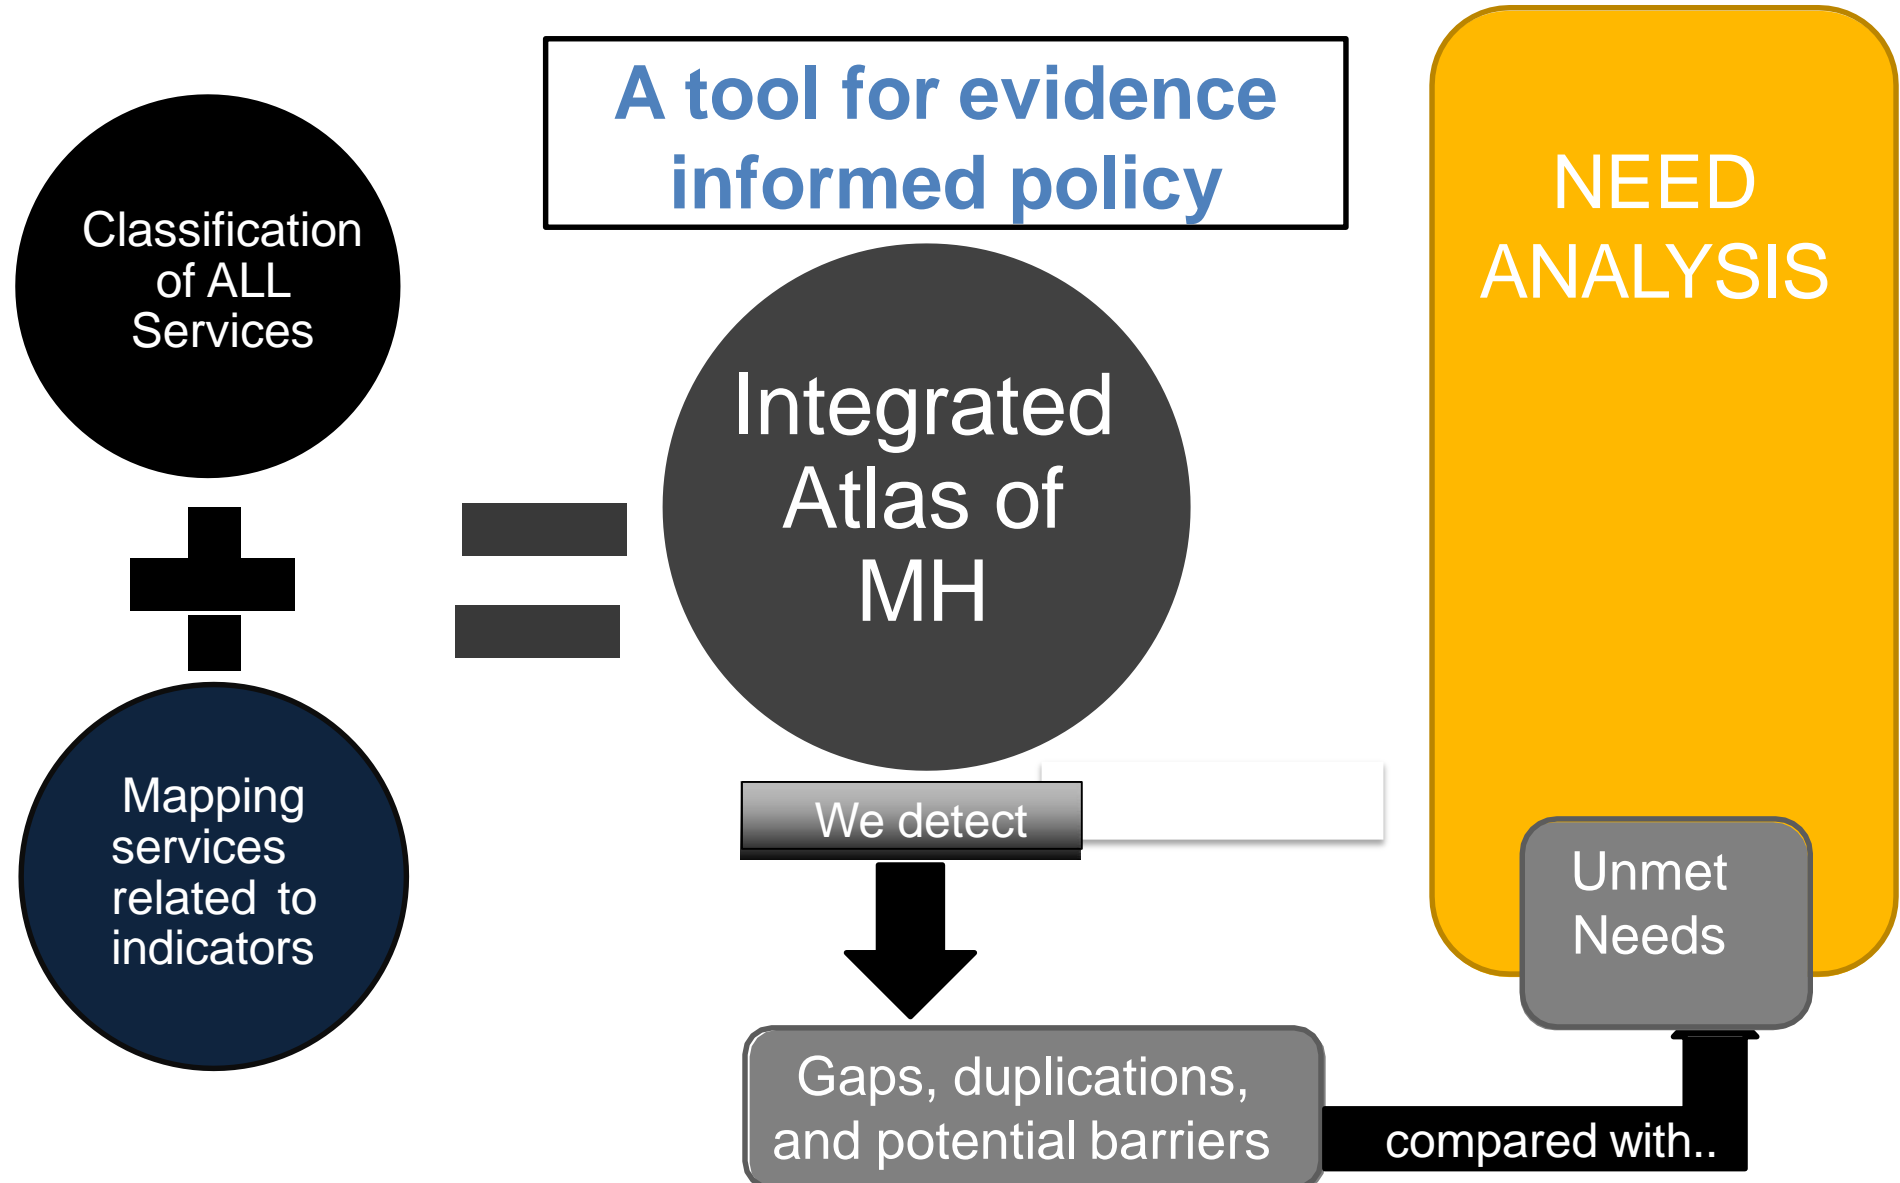 A tool for evidence
informed policy
Classification
of ALL
Services
Mapping
services
related to
indicators
Integrated
Atlas of
MH
We detect
Gaps, duplications,
and potential barriers
compared with..
NEED
ANALYSIS
Unmet
Needs